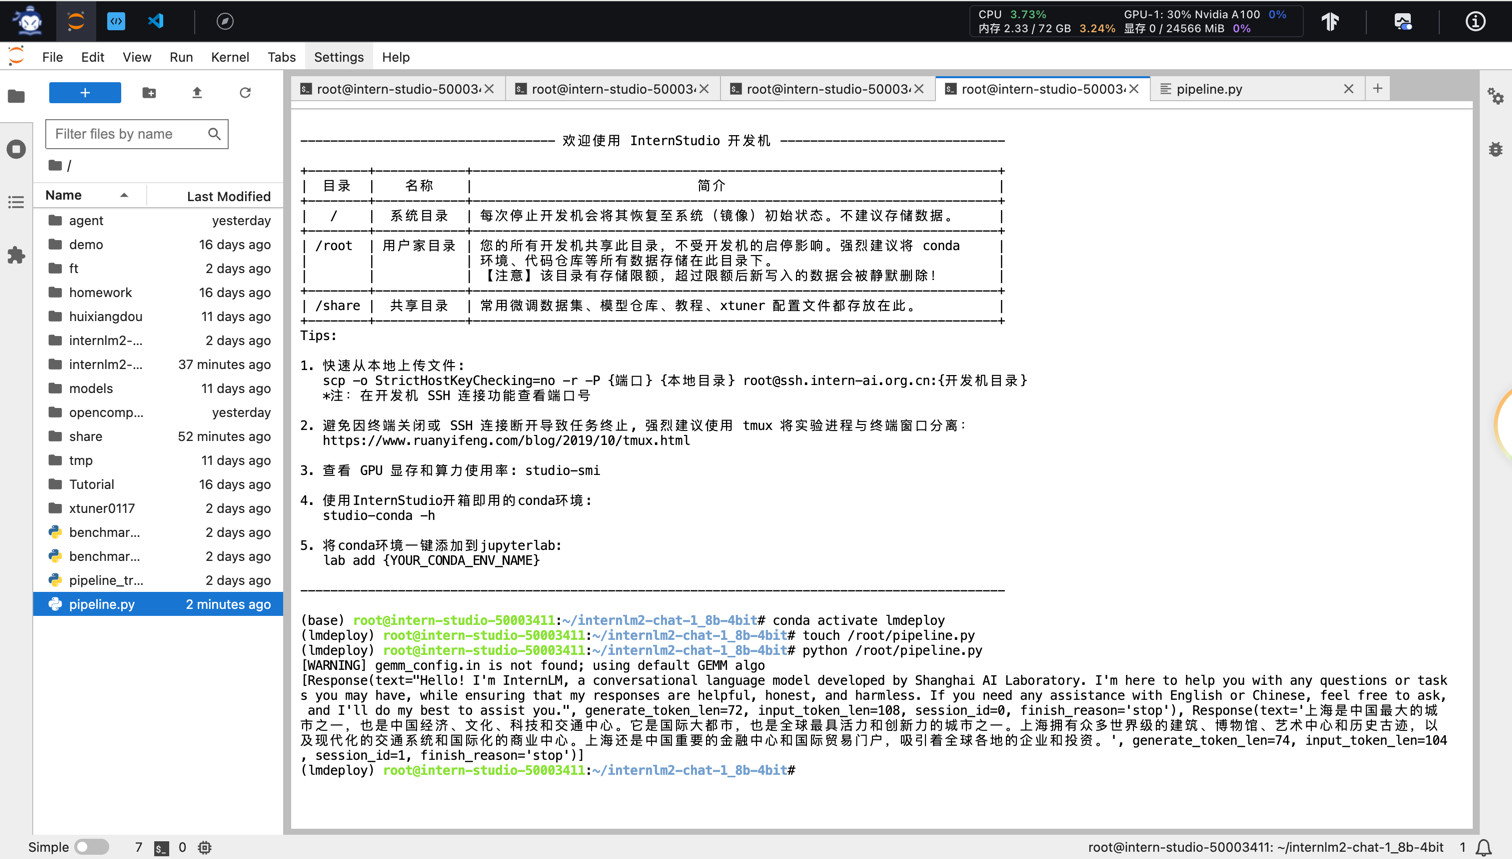 CPU 3.73% GPU-1: 30% Nvidia A100 0%
内存 2.33 / 72 GB 3.24% 显存 0 / 24566 MiB 0%
File Edit View Run Kernel Tabs Settings Help
root@intern-studio-50003 root@intern-studio-50003 root@intern-studio-50003 root@intern-studio-50003 pipeline.py
Filter files by name
/
Name Last Modified
agent yesterday
demo 16 days ago
ft 2 days ago
homework 16 days ago
huixiangdou 11 days ago
internlm2-... 2 days ago
internlm2-... 37 minutes ago
models 11 days ago
opencomp... yesterday
share 52 minutes ago
tmp 11 days ago
Tutorial 16 days ago
xtuner0117 2 days ago
benchmar... 2 days ago
benchmar... 2 days ago
pipeline_tr... 2 days ago
pipeline.py 2 minutes ago
欢迎使用 InternStudio 开发机
目录 | 名称 | 简介
/ | 系统目录 | 每次停止开发机会将其恢复至系统（镜像）初始状态。不建议存储数据。
/root | 用户家目录 | 您的所有开发机共享此目录，不受开发机的启停影响。强烈建议将 conda
环境、代码仓库等所有数据存储在此目录下。
【注意】该目录有存储限额，超过限额后新写入的数据会被静默删除！
/share | 共享目录 | 常用微调数据集、模型仓库、教程、xtuner 配置文件都存放在此。
Tips:
1. 快速从本地上传文件：
scp -o StrictHostKeyChecking=no -r -P {端口} {本地目录} root@ssh.intern-ai.org.cn:{开发机目录}
*注：在开发机 SSH 连接功能查看端口号
2. 避免因终端关闭或 SSH 连接断开导致任务终止，强烈建议使用 tmux 将实验进程与终端窗口分离：
https://www.ruanyifeng.com/blog/2019/10/tmux.html
3. 查看 GPU 显存和算力使用率：studio-smi
4. 使用InternStudio开箱即用的conda环境：
studio-conda -h
5. 将conda环境一键添加到jupyterlab:
lab add {YOUR_CONDA_ENV_NAME}
(base) root@intern-studio-50003411:~/internlm2-chat-1_8b-4bit# conda activate lmdeploy
(lmdeploy) root@intern-studio-50003411:~/internlm2-chat-1_8b-4bit# touch /root/pipeline.py
(lmdeploy) root@intern-studio-50003411:~/internlm2-chat-1_8b-4bit# python /root/pipeline.py
[WARNING] gemm_config.in is not found; using default GEMM algo
[Response(text="Hello! I'm InternLM, a conversational language model developed by Shanghai AI Laboratory. I'm here to help you with any questions or task
s you may have, while ensuring that my responses are helpful, honest, and harmless. If you need any assistance with English or Chinese, feel free to ask,
and I'll do my best to assist you.", generate_token_len=72, input_token_len=108, session_id=0, finish_reason='stop'), Response(text='上海是中国最大的城
市之一，也是中国经济、文化、科技和交通中心。它是国际大都市，也是全球最具活力和创新力的城市之一。上海拥有众多世界级的建筑、博物馆、艺术中心和历史古迹，以
及现代化的交通系统和国际化的商业中心。上海还是中国重要的金融中心和国际贸易门户，吸引着全球各地的企业和投资。', generate_token_len=74, input_token_len=104
, session_id=1, finish_reason='stop')]
(lmdeploy) root@intern-studio-50003411:~/internlm2-chat-1_8b-4bit#
Simple 7 0 root@intern-studio-50003411: ~/internlm2-chat-1_8b-4bit 1